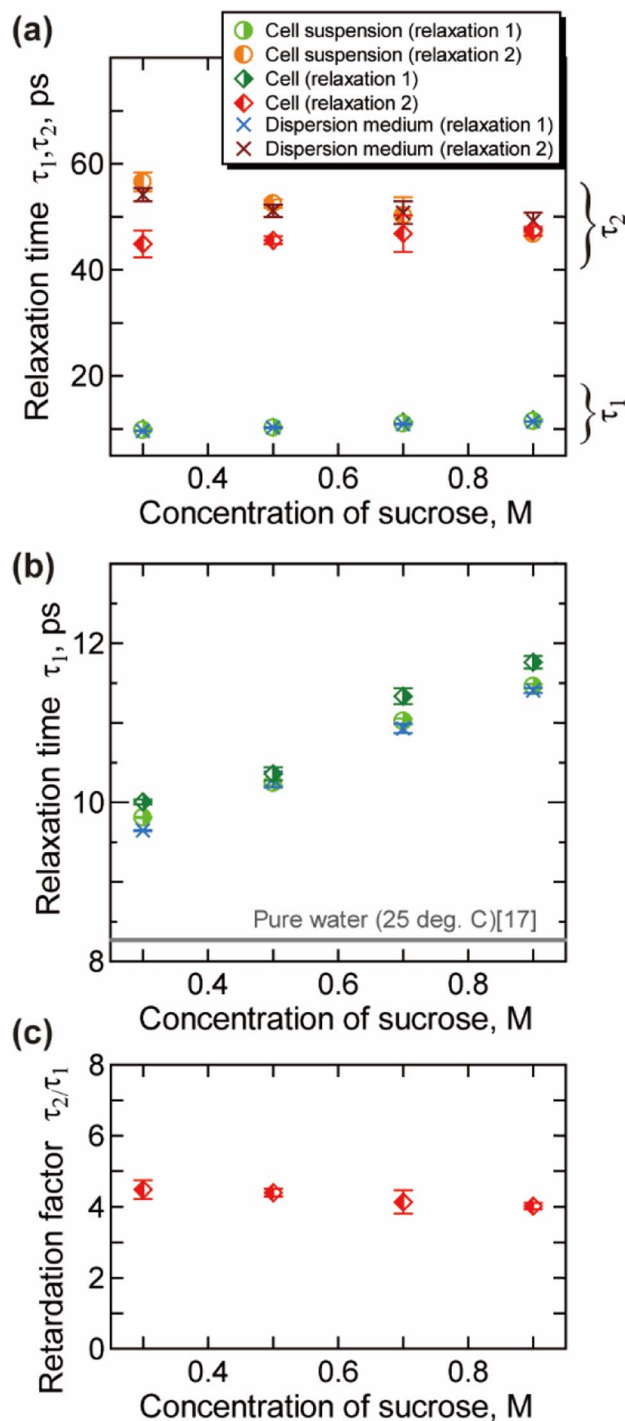 (a)
Cell suspension (relaxation 1)
Cell suspension (relaxation 2)
Cell (relaxation 1)
Cell (relaxation 2)
Dispersion medium (relaxation 1)
Dispersion medium (relaxation 2)
Relaxation time τ1,τ2, ps
60
40
20
τ2
τ1
0.4 0.6 0.8
Concentration of sucrose, M
(b)
Relaxation time τ1, ps
12
10
8
Pure water (25 deg. C)[17]
0.4 0.6 0.8
Concentration of sucrose, M
(c)
Retardation factor τ2/τ1
8
6
4
2
0
0.4 0.6 0.8
Concentration of sucrose, M